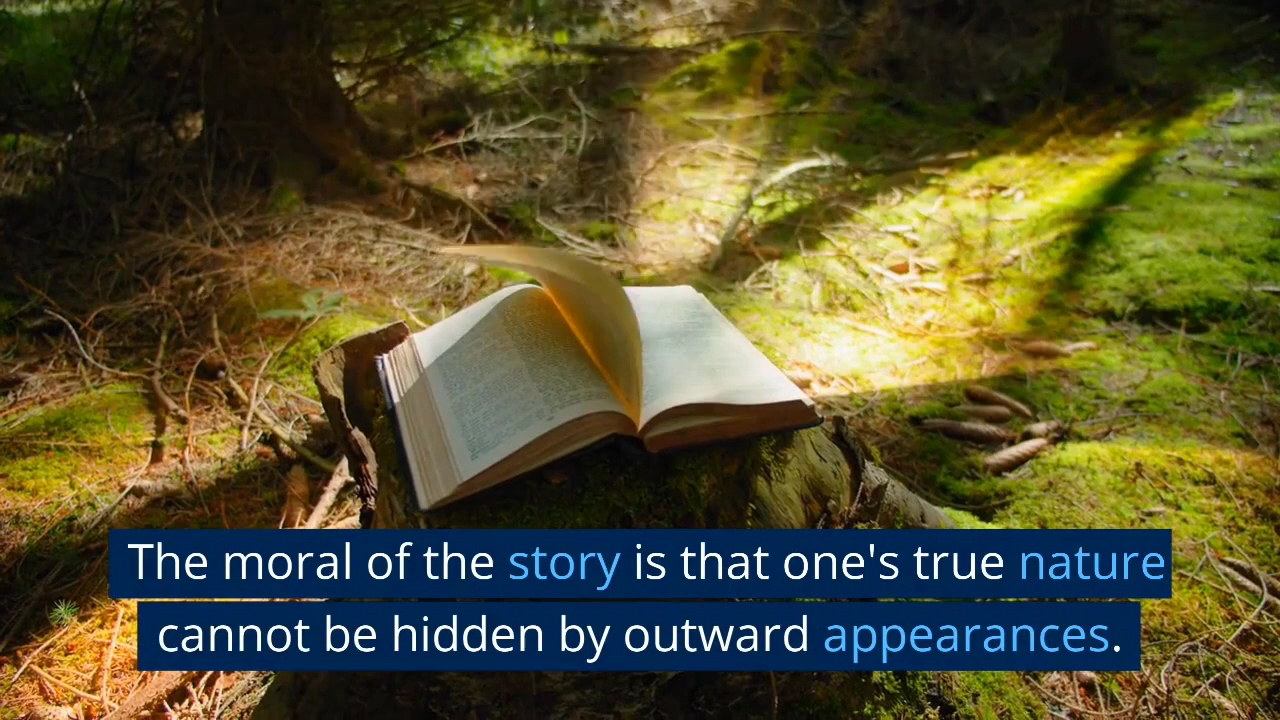 The moral of the story is that one's true nature
cannot be hidden by outward appearances.